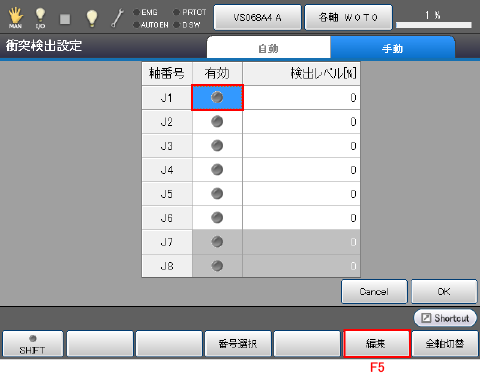 EMG PRTCT
MAN I/O AUTO EN D SW
VS068A4 A
各軸 W0T0
1 %
衝突検出設定
自動
手動
軸番号 有効 検出レベル[%]
J1 0
J2 0
J3 0
J4 0
J5 0
J6 0
J7 0
J8 0
Cancel OK
Shortcut
SHIFT 番号選択 編集 全軸切替
F5